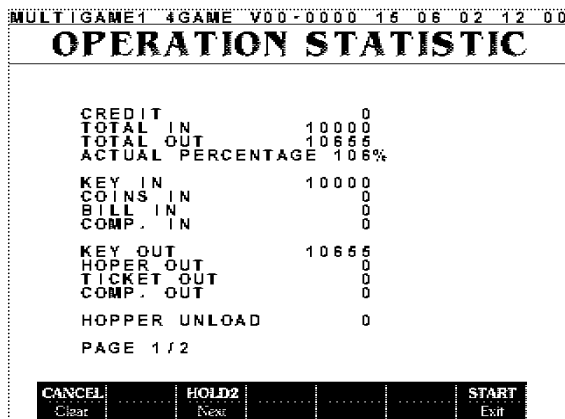 MULTIGAME1 4GAME V00-0000 15 06 02 12 00
OPERATION STATISTIC
CREDIT 0
TOTAL IN 10000
TOTAL OUT 10655
ACTUAL PERCENTAGE 106%
KEY IN 10000
COINS IN 0
BILL IN 0
COMP. IN 0
KEY OUT 10655
HOPER OUT 0
TICKET OUT 0
COMP. OUT 0
HOPPER UNLOAD 0
PAGE 1/2
CANCEL HOLD2 START
Clear Next Exit